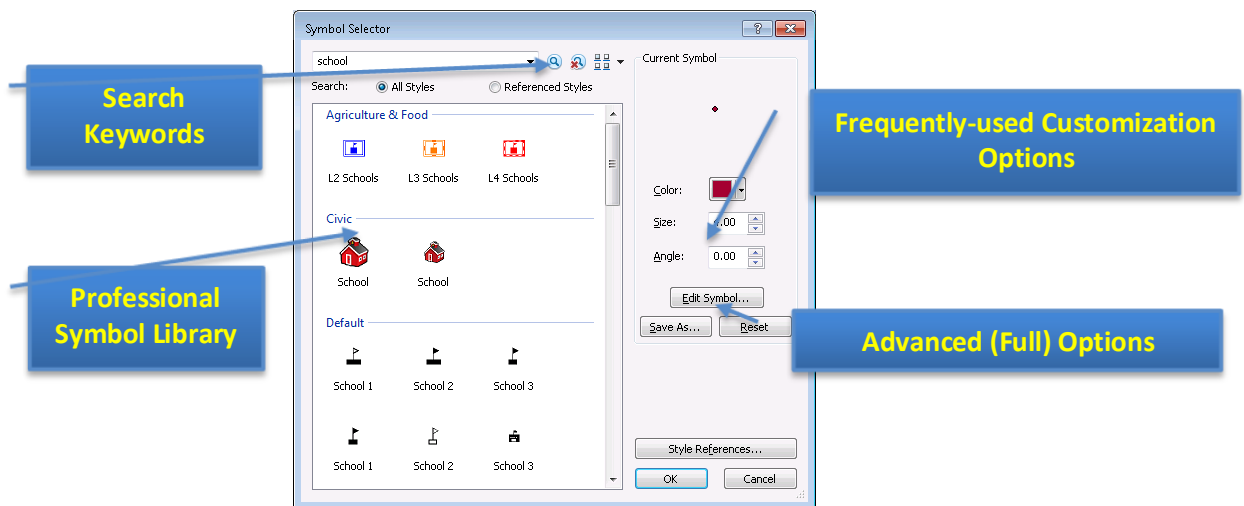 Symbol Selector
school
Search:
All Styles
Referenced Styles
Agriculture & Food
L2 Schools
L3 Schools
L4 Schools
Civic
School
School
Default
School 1
School 2
School 3
School 1
School 2
School 3
Current Symbol
Color:
Size:
.00
Angle:
0.00
Edit Symbol...
Save As...
Reset
Style References...
OK
Cancel
Search
Keywords
Professional
Symbol Library
Frequently-used Customization
Options
Advanced (Full) Options